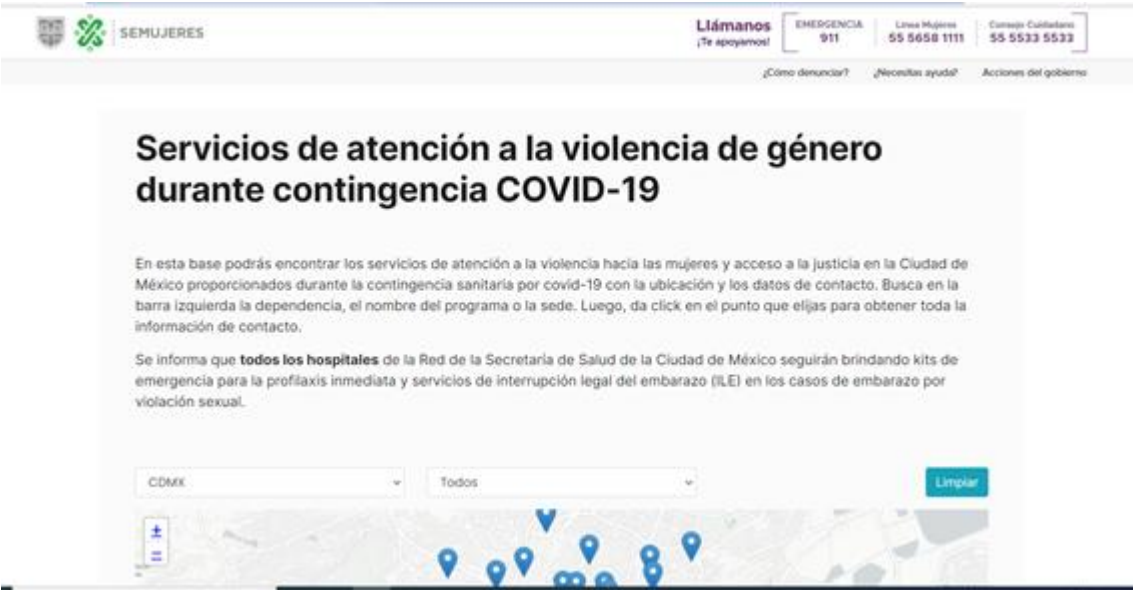 SEMUJERES
Llámanos
¡Te apoyamos!
EMERGENCIA
911
Línea Mujeres
55 5658 1111
Consejo Ciudadano
55 5533 5533
¿Cómo denunciar? ¿Necesitas ayuda? Acciones del gobierno
Servicios de atención a la violencia de género
durante contingencia COVID-19
En esta base podrás encontrar los servicios de atención a la violencia hacia las mujeres y acceso a la justicia en la Ciudad de
México proporcionados durante la contingencia sanitaria por covid-19 con la ubicación y los datos de contacto. Busca en la
barra izquierda la dependencia, el nombre del programa o la sede. Luego, da click en el punto que elijas para obtener toda la
información de contacto.
Se informa que todos los hospitales de la Red de la Secretaría de Salud de la Ciudad de México seguirán brindando kits de
emergencia para la profilaxis inmediata y servicios de interrupción legal del embarazo (ILE) en los casos de embarazo por
violación sexual.
CDMX Todos Limpiar